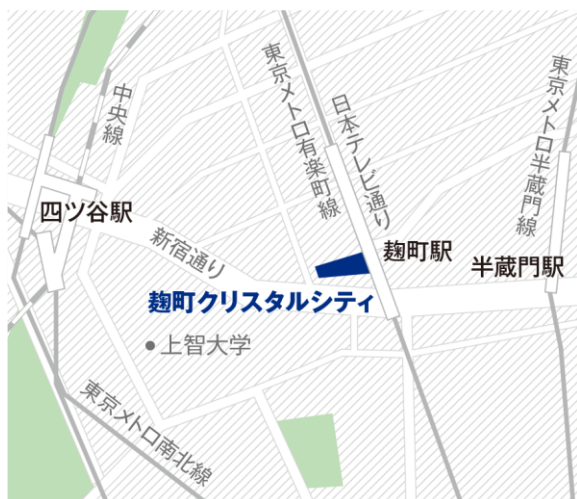 中央線
四ツ谷駅
新宿通り
東京メトロ有楽町線
日本テレビ通り
東京メトロ半蔵門線
麹町駅
半蔵門駅
麹町クリスタルシティ
上智大学
東京メトロ南北線